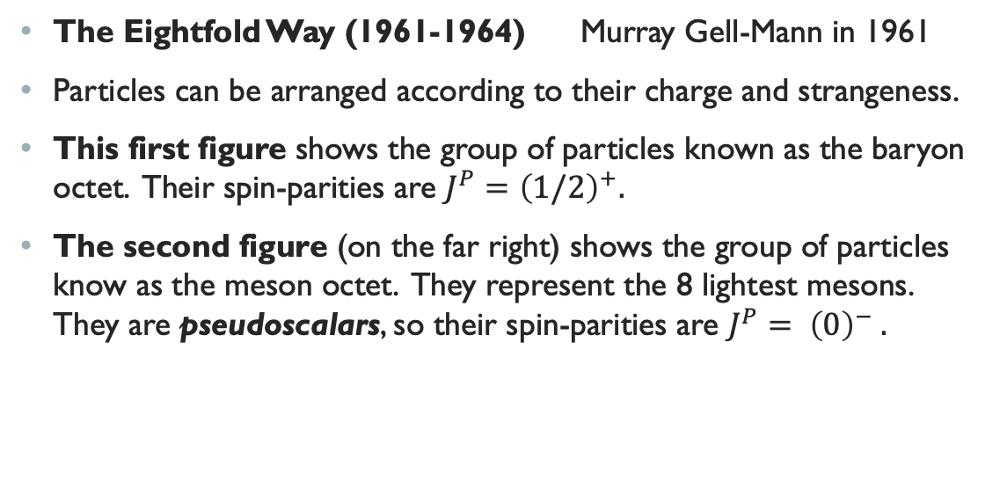 • The Eightfold Way (1961-1964) Murray Gell-Mann in 1961
• Particles can be arranged according to their charge and strangeness.
• This first figure shows the group of particles known as the baryon
octet. Their spin-parities are J^P = (1/2)^+.
• The second figure (on the far right) shows the group of particles
know as the meson octet. They represent the 8 lightest mesons.
They are pseudoscalars, so their spin-parities are J^P = (0)^− .